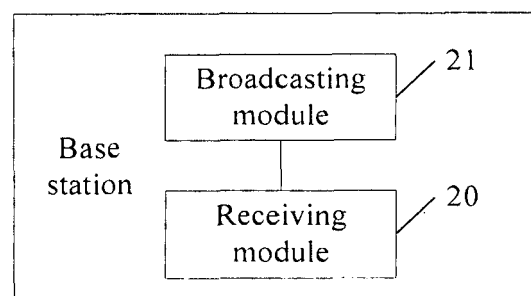 Broadcasting
module
21
Base
station
Receiving
module
20